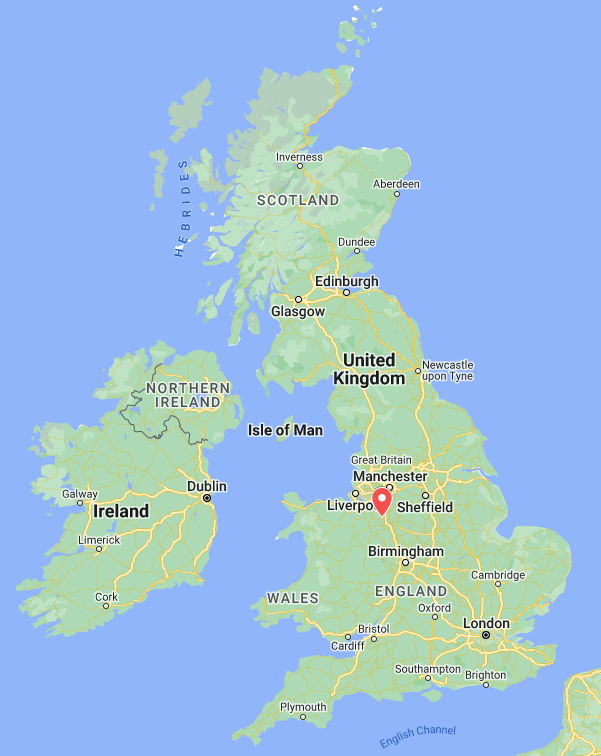 Inverness
Aberdeen
SCOTLAND
HEBRIDES
Dundee
Edinburgh
Glasgow
United
Kingdom
Newcastle
upon Tyne
NORTHERN
IRELAND
Isle of Man
Great Britain
Manchester
Dublin
Galway
Liverpo
Sheffield
Ireland
Limerick
Birmingham
Cambridge
WALES
ENGLAND
Cork
Oxford
London
Bristol
Cardiff
Southampton
Brighton
Plymouth
English Channel